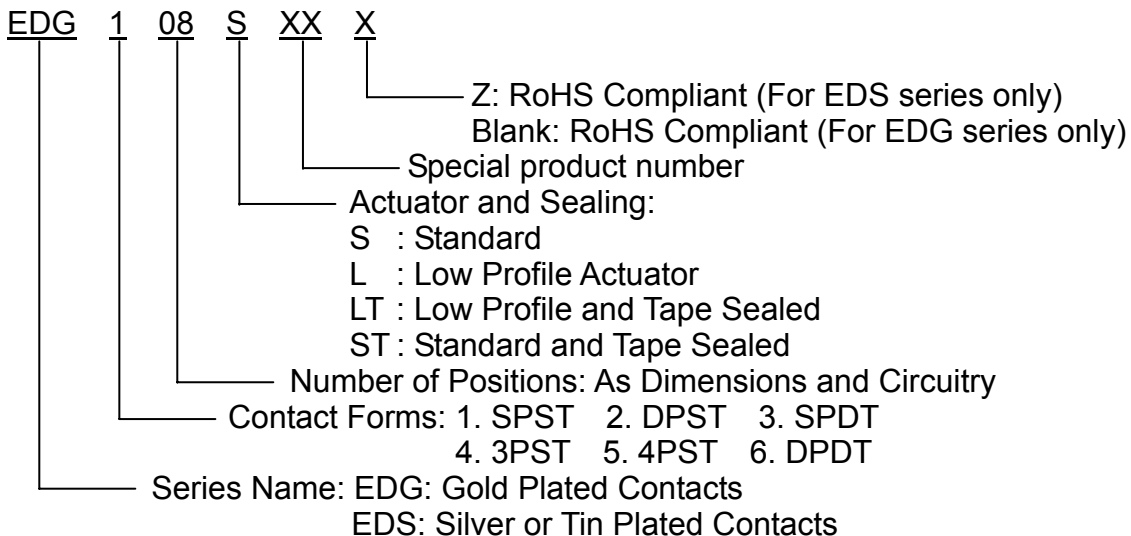 EDG 1 08 S XX X
Z: RoHS Compliant (For EDS series only)
Blank: RoHS Compliant (For EDG series only)
Special product number
Actuator and Sealing:
S : Standard
L : Low Profile Actuator
LT : Low Profile and Tape Sealed
ST : Standard and Tape Sealed
Number of Positions: As Dimensions and Circuitry
Contact Forms: 1. SPST 2. DPST 3. SPDT
4. 3PST 5. 4PST 6. DPDT
Series Name: EDG: Gold Plated Contacts
EDS: Silver or Tin Plated Contacts